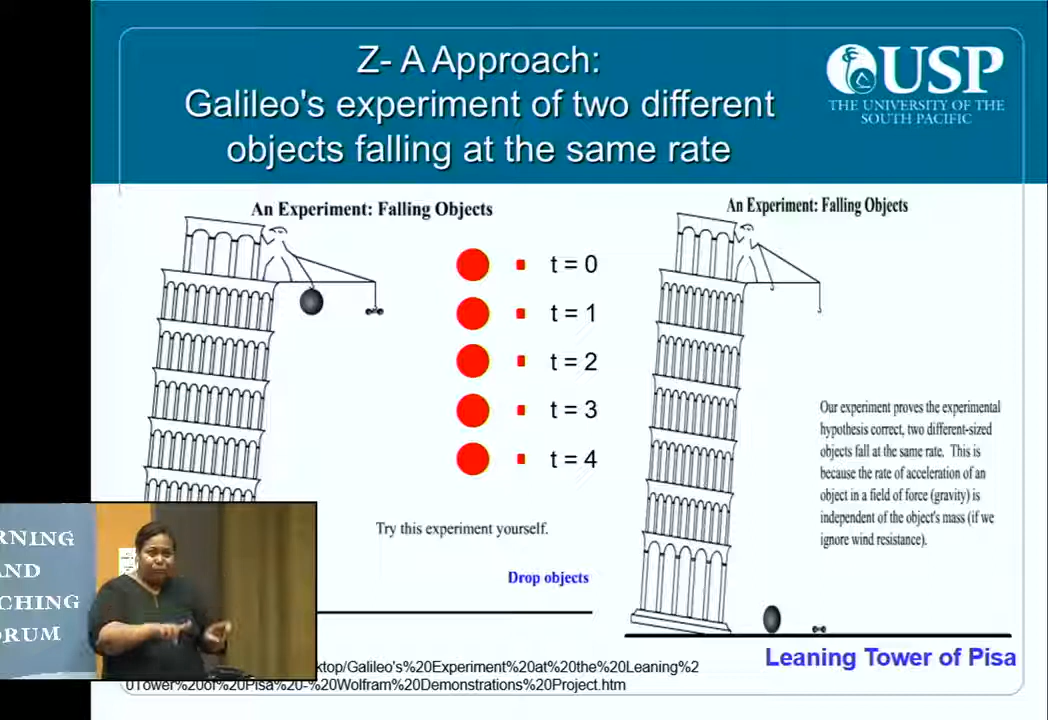 Z- A Approach:
Galileo's experiment of two different
objects falling at the same rate
USP
THE UNIVERSITY OF THE
SOUTH PACIFIC
An Experiment: Falling Objects
t = 0
t = 1
t = 2
t = 3
t = 4
Try this experiment yourself.
Drop objects
An Experiment: Falling Objects
Our experiment proves the experimental
hypothesis correct, two different-sized
objects fall at the same rate. This is
because the rate of acceleration of an
object in a field of force (gravity) is
independent of the object's mass (if we
ignore wind resistance).
Leaning Tower of Pisa
ktop/Galileo's%20Experiment%20at%20the%20Leaning%2
0Tower%20of%20Pisa%20-%20Wolfram%20Demonstrations%20Project.htm
RNING
AND
CHING
ORUM